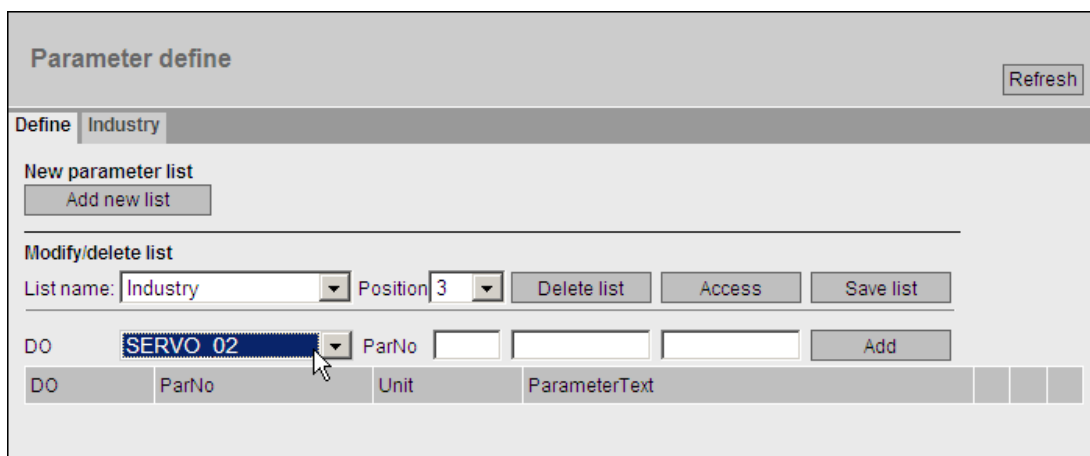 Parameter define
Refresh
Define Industry
New parameter list
Add new list
Modify/delete list
List name: Industry Position 3 Delete list Access Save list
DO SERVO_02 ParNo Add
DO ParNo Unit ParameterText